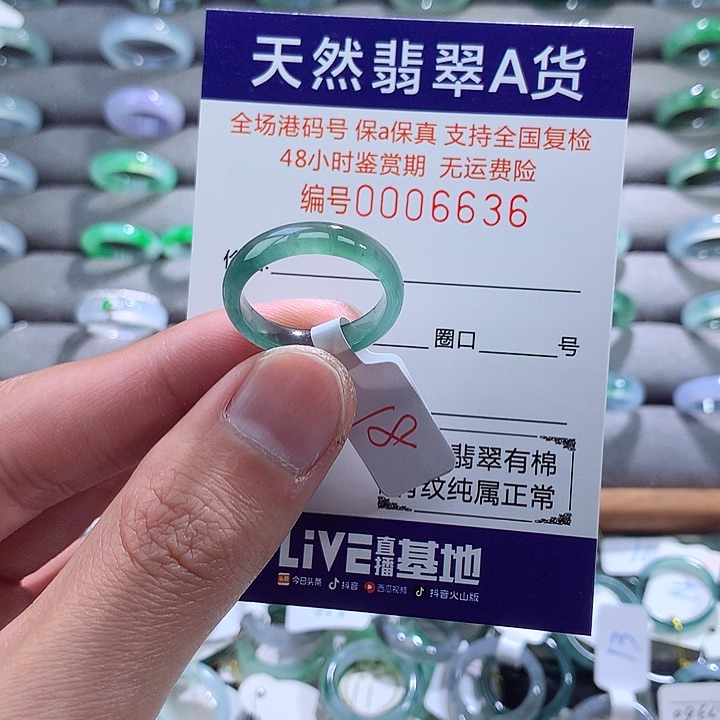 天然翡翠A货
全场港码号 保a保真 支持全国复检
48小时鉴赏期 无运费险
编号0006636
圈口 号
18
翡翠有棉
纹纯属正常
LiVE直播基地
头条 今日头条 抖音 西瓜视频 抖音火山版